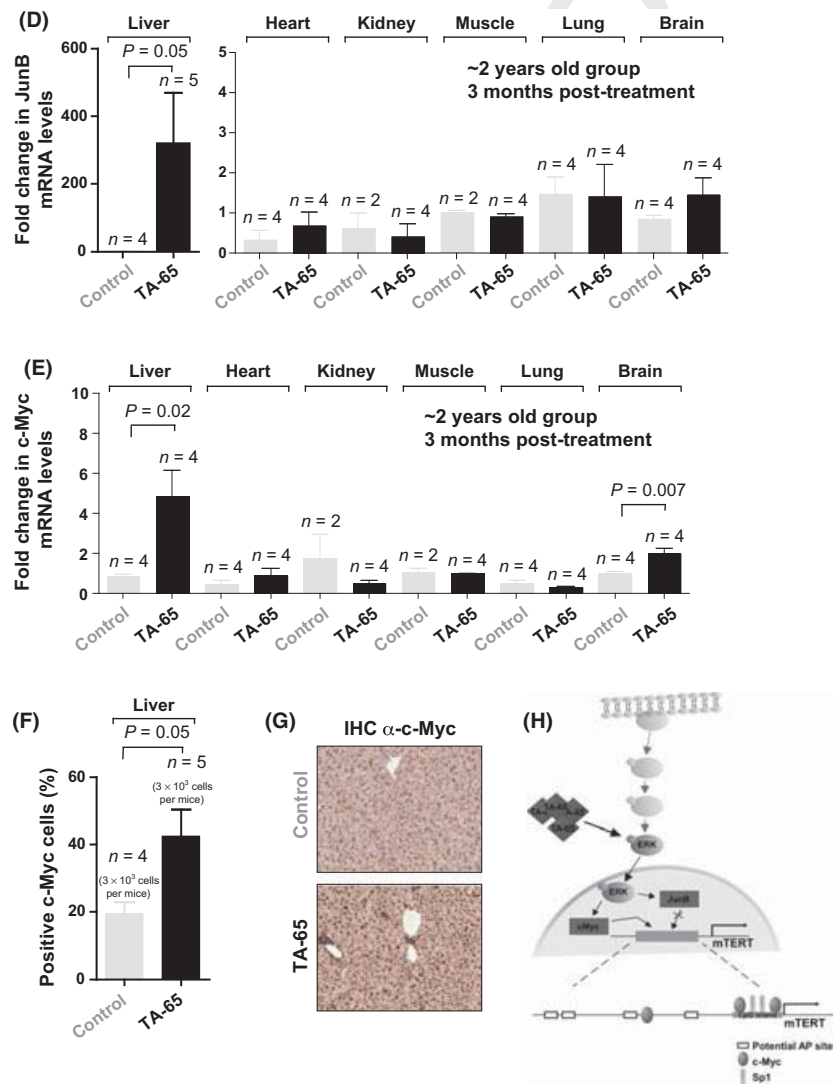 (D)
Liver Heart Kidney Muscle Lung Brain
P = 0.05
n = 5
~2 years old group
3 months post-treatment
Fold change in JunB
mRNA levels
600
400
200
0
n = 4
5
4
3
2
1
0
n = 4 n = 4 n = 2 n = 4 n = 2 n = 4 n = 4 n = 4 n = 4 n = 4
Control TA-65 Control TA-65 Control TA-65 Control TA-65 Control TA-65 Control TA-65
(E)
Liver Heart Kidney Muscle Lung Brain
~2 years old group
3 months post-treatment
Fold change in c-Myc
mRNA levels
10
8
6
4
2
0
P = 0.02
P = 0.007
n = 4 n = 4 n = 4 n = 4 n = 2 n = 4 n = 2 n = 4 n = 4 n = 4 n = 4 n = 4
Control TA-65 Control TA-65 Control TA-65 Control TA-65 Control TA-65 Control TA-65
(F)
Liver
P = 0.05
n = 5
(3 × 10³ cells
per mice)
n = 4
(3 × 10³ cells
per mice)
Positive c-Myc cells (%)
60
40
20
0
Control TA-65
(G)
IHC α-c-Myc
Control
TA-65
(H)
TA-65
TA-65
ERK
ERK
JunB
cMyc
mTERT
mTERT
Potential AP site
c-Myc
Sp1